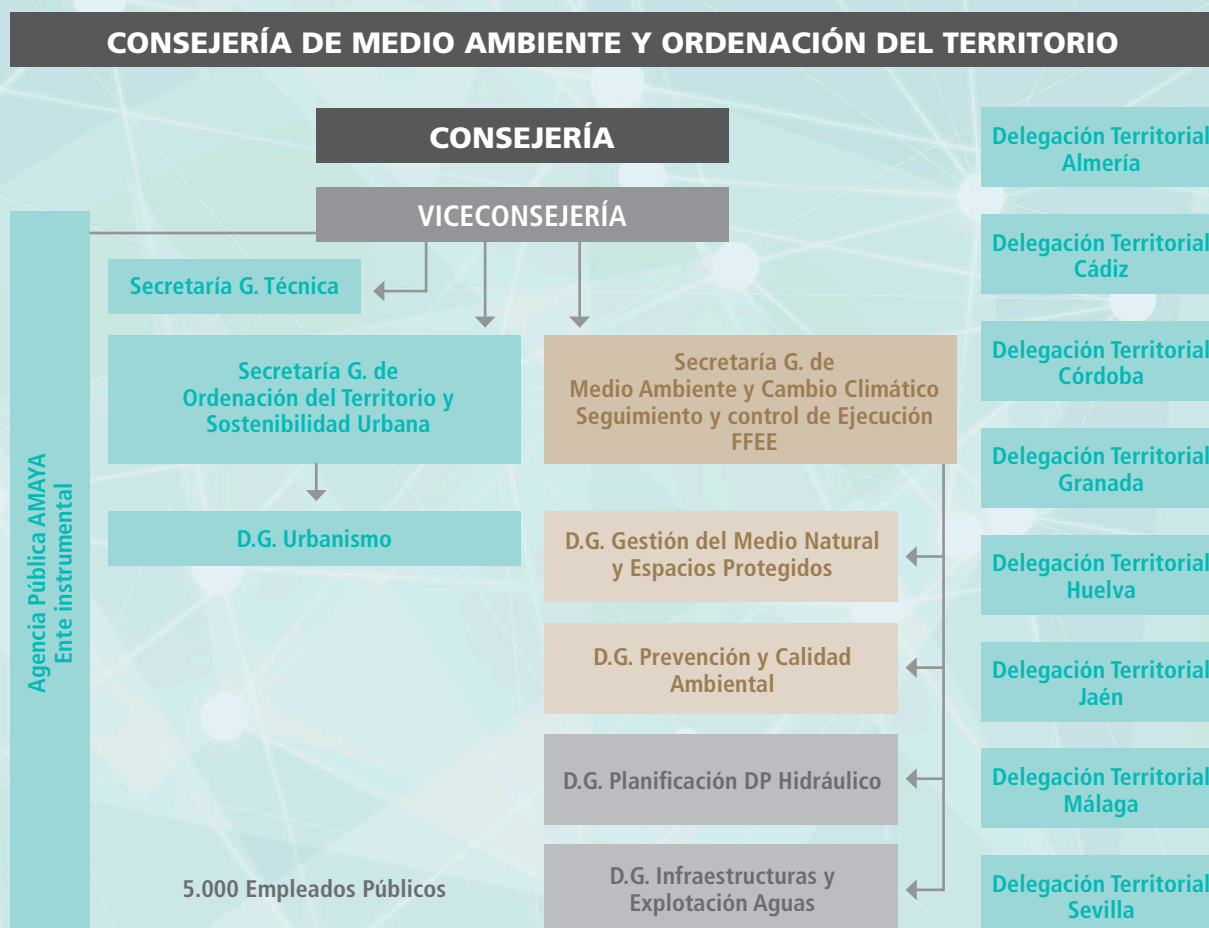 CONSEJERÍA DE MEDIO AMBIENTE Y ORDENACIÓN DEL TERRITORIO
CONSEJERÍA
VICECONSEJERÍA
Agencia Pública AMAYA
Ente instrumental
Secretaría G. Técnica
Secretaría G. de
Ordenación del Territorio y
Sostenibilidad Urbana
D.G. Urbanismo
5.000 Empleados Públicos
Secretaría G. de
Medio Ambiente y Cambio Climático
Seguimiento y control de Ejecución
FFEE
D.G. Gestión del Medio Natural
y Espacios Protegidos
D.G. Prevención y Calidad
Ambiental
D.G. Planificación DP Hidráulico
D.G. Infraestructuras y
Explotación Aguas
Delegación Territorial
Almería
Delegación Territorial
Cádiz
Delegación Territorial
Córdoba
Delegación Territorial
Granada
Delegación Territorial
Huelva
Delegación Territorial
Jaén
Delegación Territorial
Málaga
Delegación Territorial
Sevilla